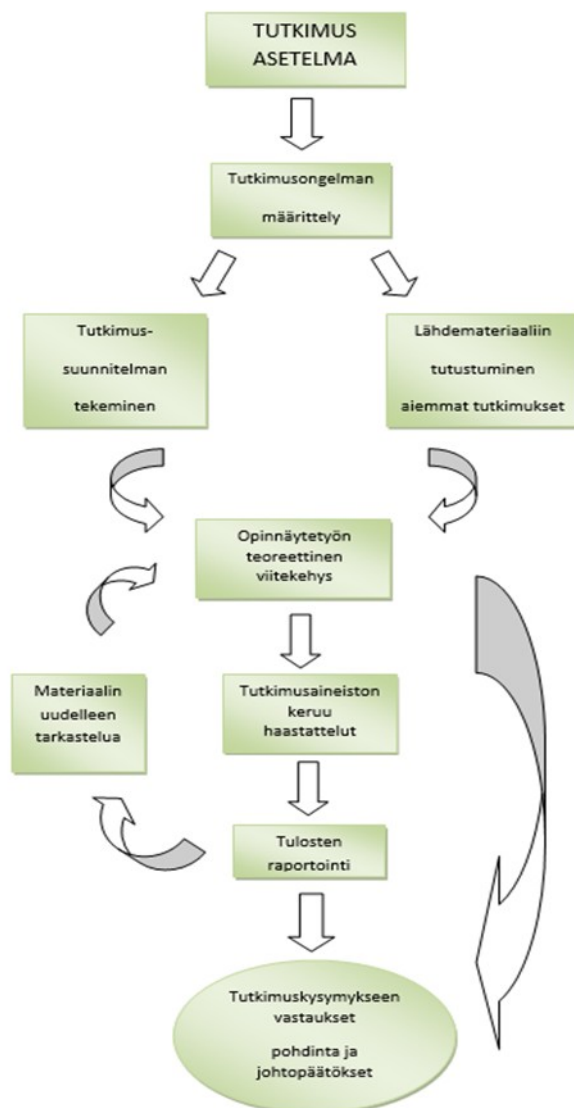 TUTKIMUS
ASETELMA
Tutkimusongelman
määrittely
Tutkimus-
suunnitelman
tekeminen
Lähdemateriaaliin
tutustuminen
aiemmat tutkimukset
Opinnäytetyön
teoreettinen
viitekehys
Materiaalin
uudelleen
tarkastelua
Tutkimusaineiston
keruu
haastattelut
Tulosten
raportointi
Tutkimuskysymykseen
vastaukset
pohdinta ja
johtopäätökset